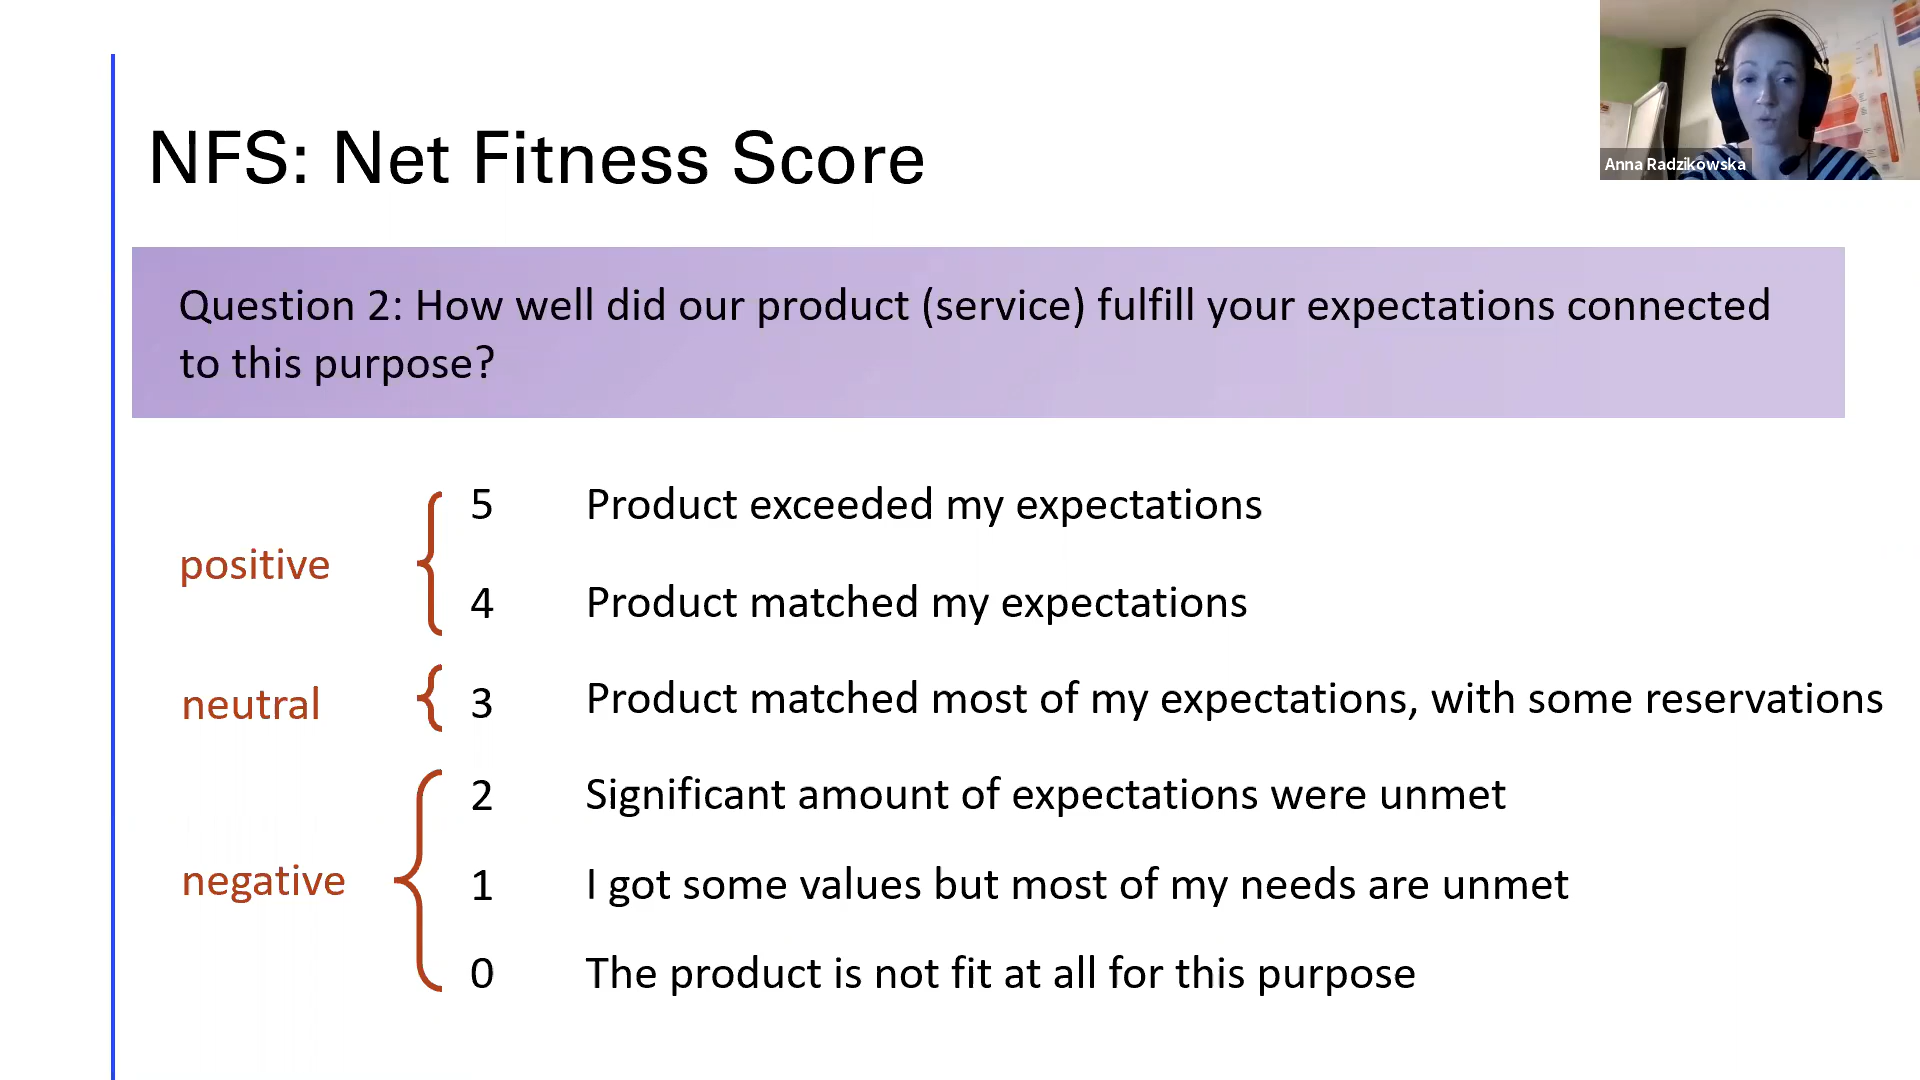 NFS: Net Fitness Score
Anna Radzikowska
Question 2: How well did our product (service) fulfill your expectations connected
to this purpose?
positive
5 Product exceeded my expectations
4 Product matched my expectations
neutral
3 Product matched most of my expectations, with some reservations
negative
2 Significant amount of expectations were unmet
1 I got some values but most of my needs are unmet
0 The product is not fit at all for this purpose